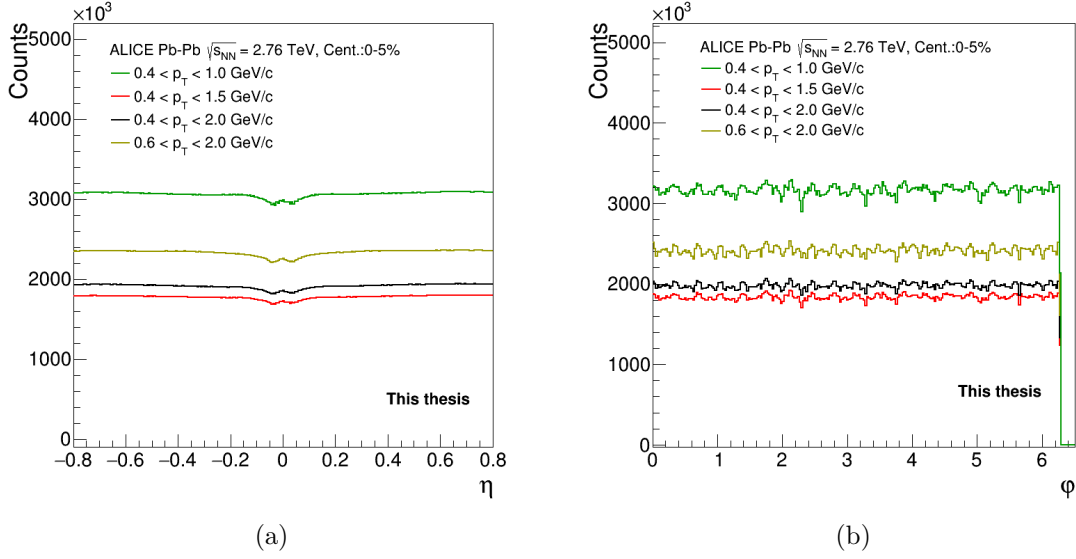 ×10³
Counts
5000
4000
3000
2000
1000
0
ALICE Pb-Pb √sNN = 2.76 TeV, Cent.:0-5%
0.4 < pT < 1.0 GeV/c
0.4 < pT < 1.5 GeV/c
0.4 < pT < 2.0 GeV/c
0.6 < pT < 2.0 GeV/c
This thesis
−0.8 −0.6 −0.4 −0.2 0 0.2 0.4 0.6 0.8
η
(a)
×10³
Counts
5000
4000
3000
2000
1000
0
ALICE Pb-Pb √sNN = 2.76 TeV, Cent.:0-5%
0.4 < pT < 1.0 GeV/c
0.4 < pT < 1.5 GeV/c
0.4 < pT < 2.0 GeV/c
0.6 < pT < 2.0 GeV/c
This thesis
0 1 2 3 4 5 6
φ
(b)